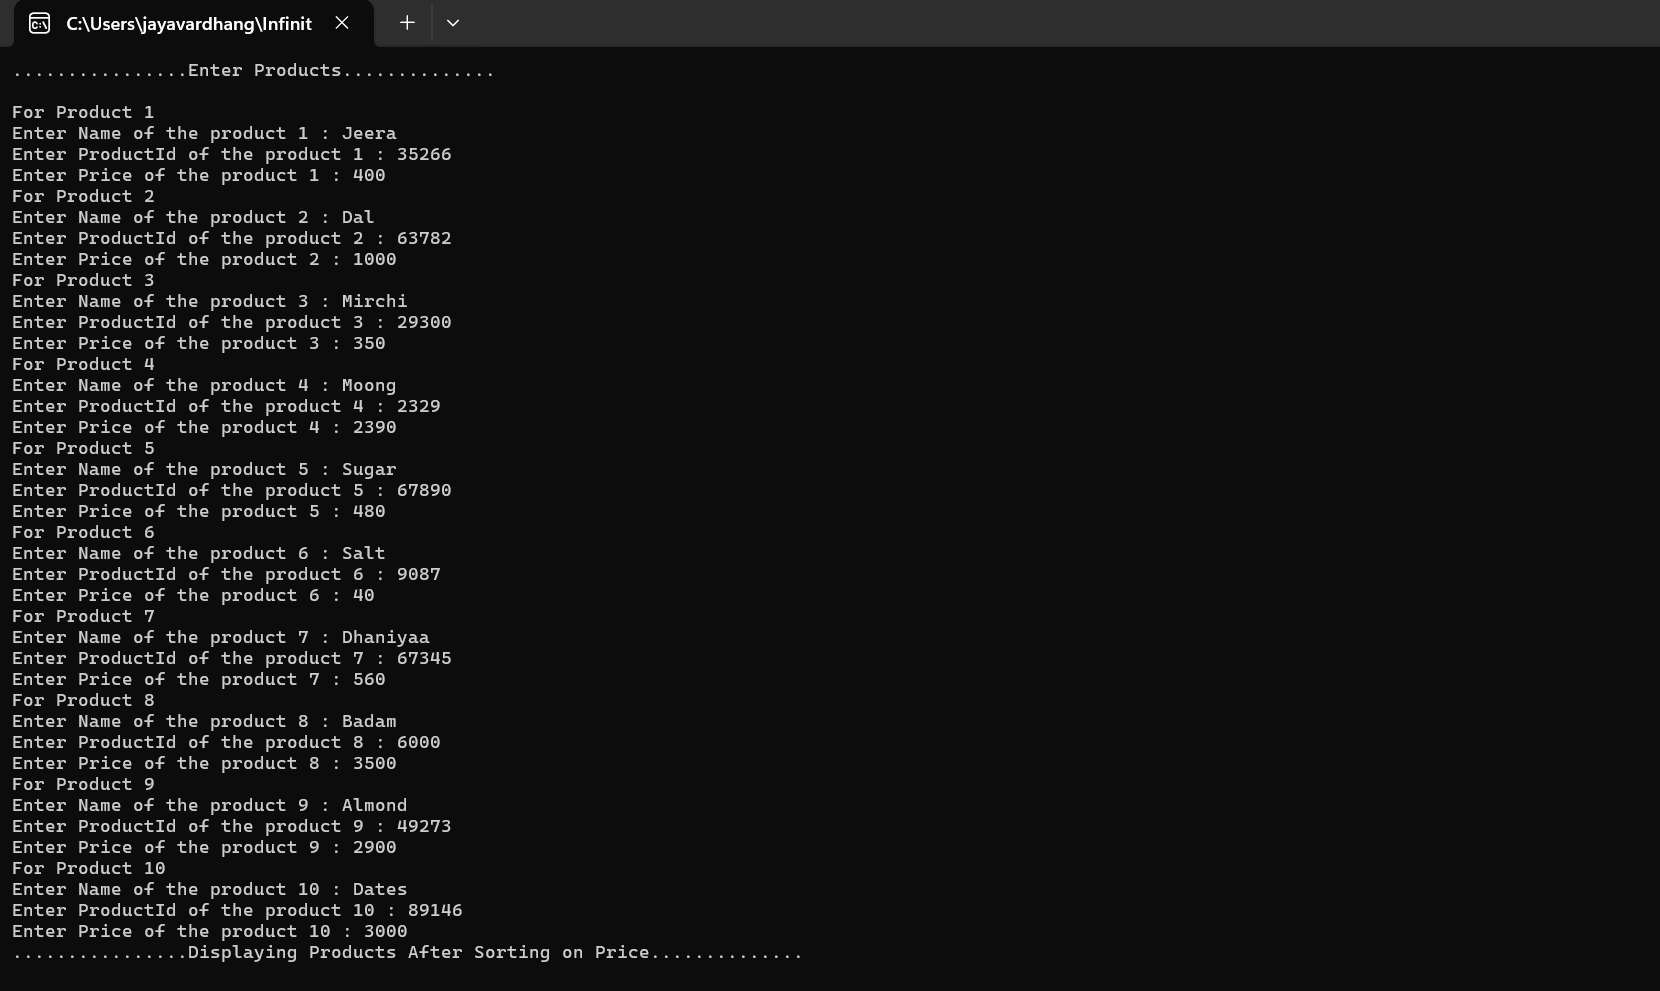 C:\Users\jayavardhang\Infinit
................Enter Products..............
For Product 1
Enter Name of the product 1 : Jeera
Enter ProductId of the product 1 : 35266
Enter Price of the product 1 : 400
For Product 2
Enter Name of the product 2 : Dal
Enter ProductId of the product 2 : 63782
Enter Price of the product 2 : 1000
For Product 3
Enter Name of the product 3 : Mirchi
Enter ProductId of the product 3 : 29300
Enter Price of the product 3 : 350
For Product 4
Enter Name of the product 4 : Moong
Enter ProductId of the product 4 : 2329
Enter Price of the product 4 : 2390
For Product 5
Enter Name of the product 5 : Sugar
Enter ProductId of the product 5 : 67890
Enter Price of the product 5 : 480
For Product 6
Enter Name of the product 6 : Salt
Enter ProductId of the product 6 : 9087
Enter Price of the product 6 : 40
For Product 7
Enter Name of the product 7 : Dhaniyaa
Enter ProductId of the product 7 : 67345
Enter Price of the product 7 : 560
For Product 8
Enter Name of the product 8 : Badam
Enter ProductId of the product 8 : 6000
Enter Price of the product 8 : 3500
For Product 9
Enter Name of the product 9 : Almond
Enter ProductId of the product 9 : 49273
Enter Price of the product 9 : 2900
For Product 10
Enter Name of the product 10 : Dates
Enter ProductId of the product 10 : 89146
Enter Price of the product 10 : 3000
................Displaying Products After Sorting on Price..............